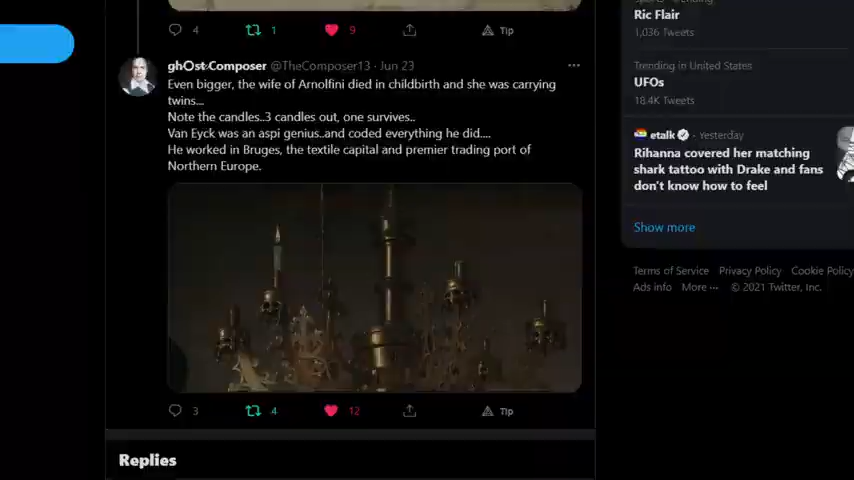 4 1 9 Tip
gh🌕st Composer @TheComposer13 · Jun 23 ···
Even bigger, the wife of Arnolfini died in childbirth and she was carrying
twins...
Note the candles..3 candles out, one survives..
Van Eyck was an aspi genius..and coded everything he did....
He worked in Bruges, the textile capital and premier trading port of
Northern Europe.
3 4 12 Tip
Replies
Ric Flair
1,036 Tweets
Trending in United States
UFOs
18.4K Tweets
etalk · Yesterday
Rihanna covered her matching
shark tattoo with Drake and fans
don't know how to feel
Show more
Terms of Service Privacy Policy Cookie Policy
Ads info More ··· © 2021 Twitter, Inc.